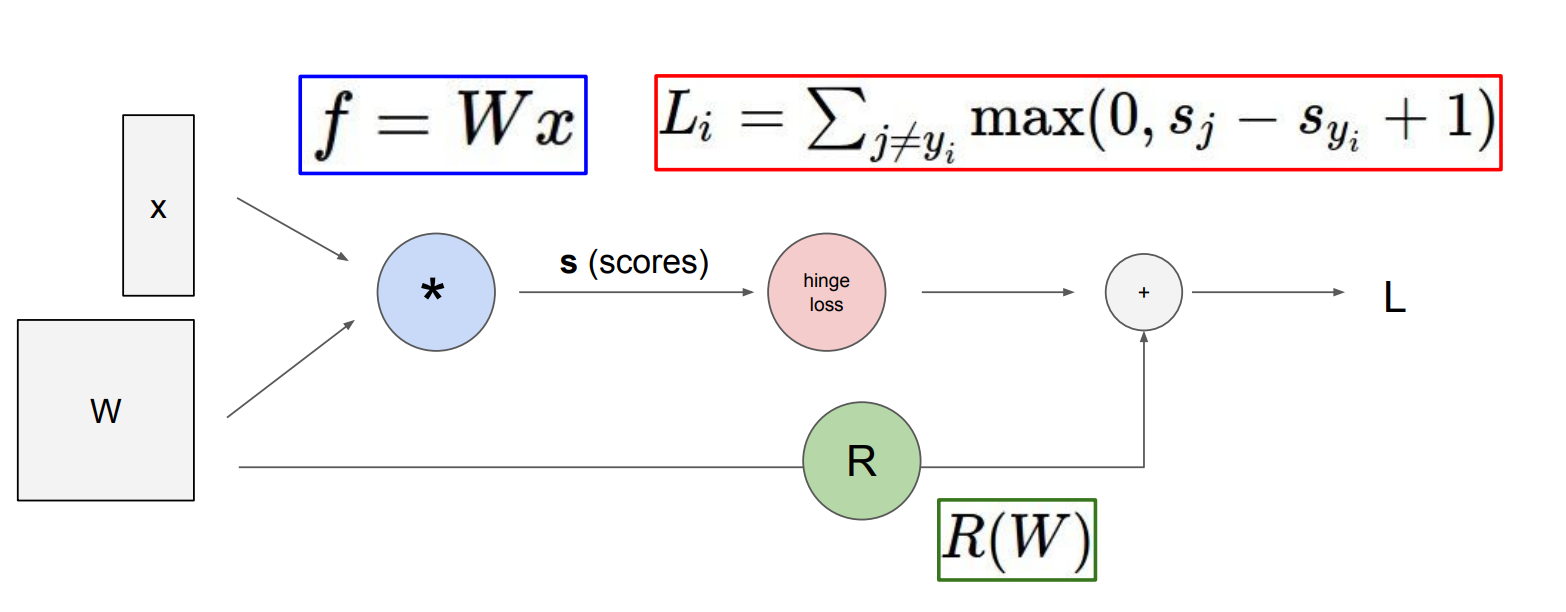 f = Wx
L_i = ∑_{j≠y_i} max(0, s_j − s_{y_i} + 1)
x
*
s (scores)
hinge
loss
+
L
W
R
R(W)